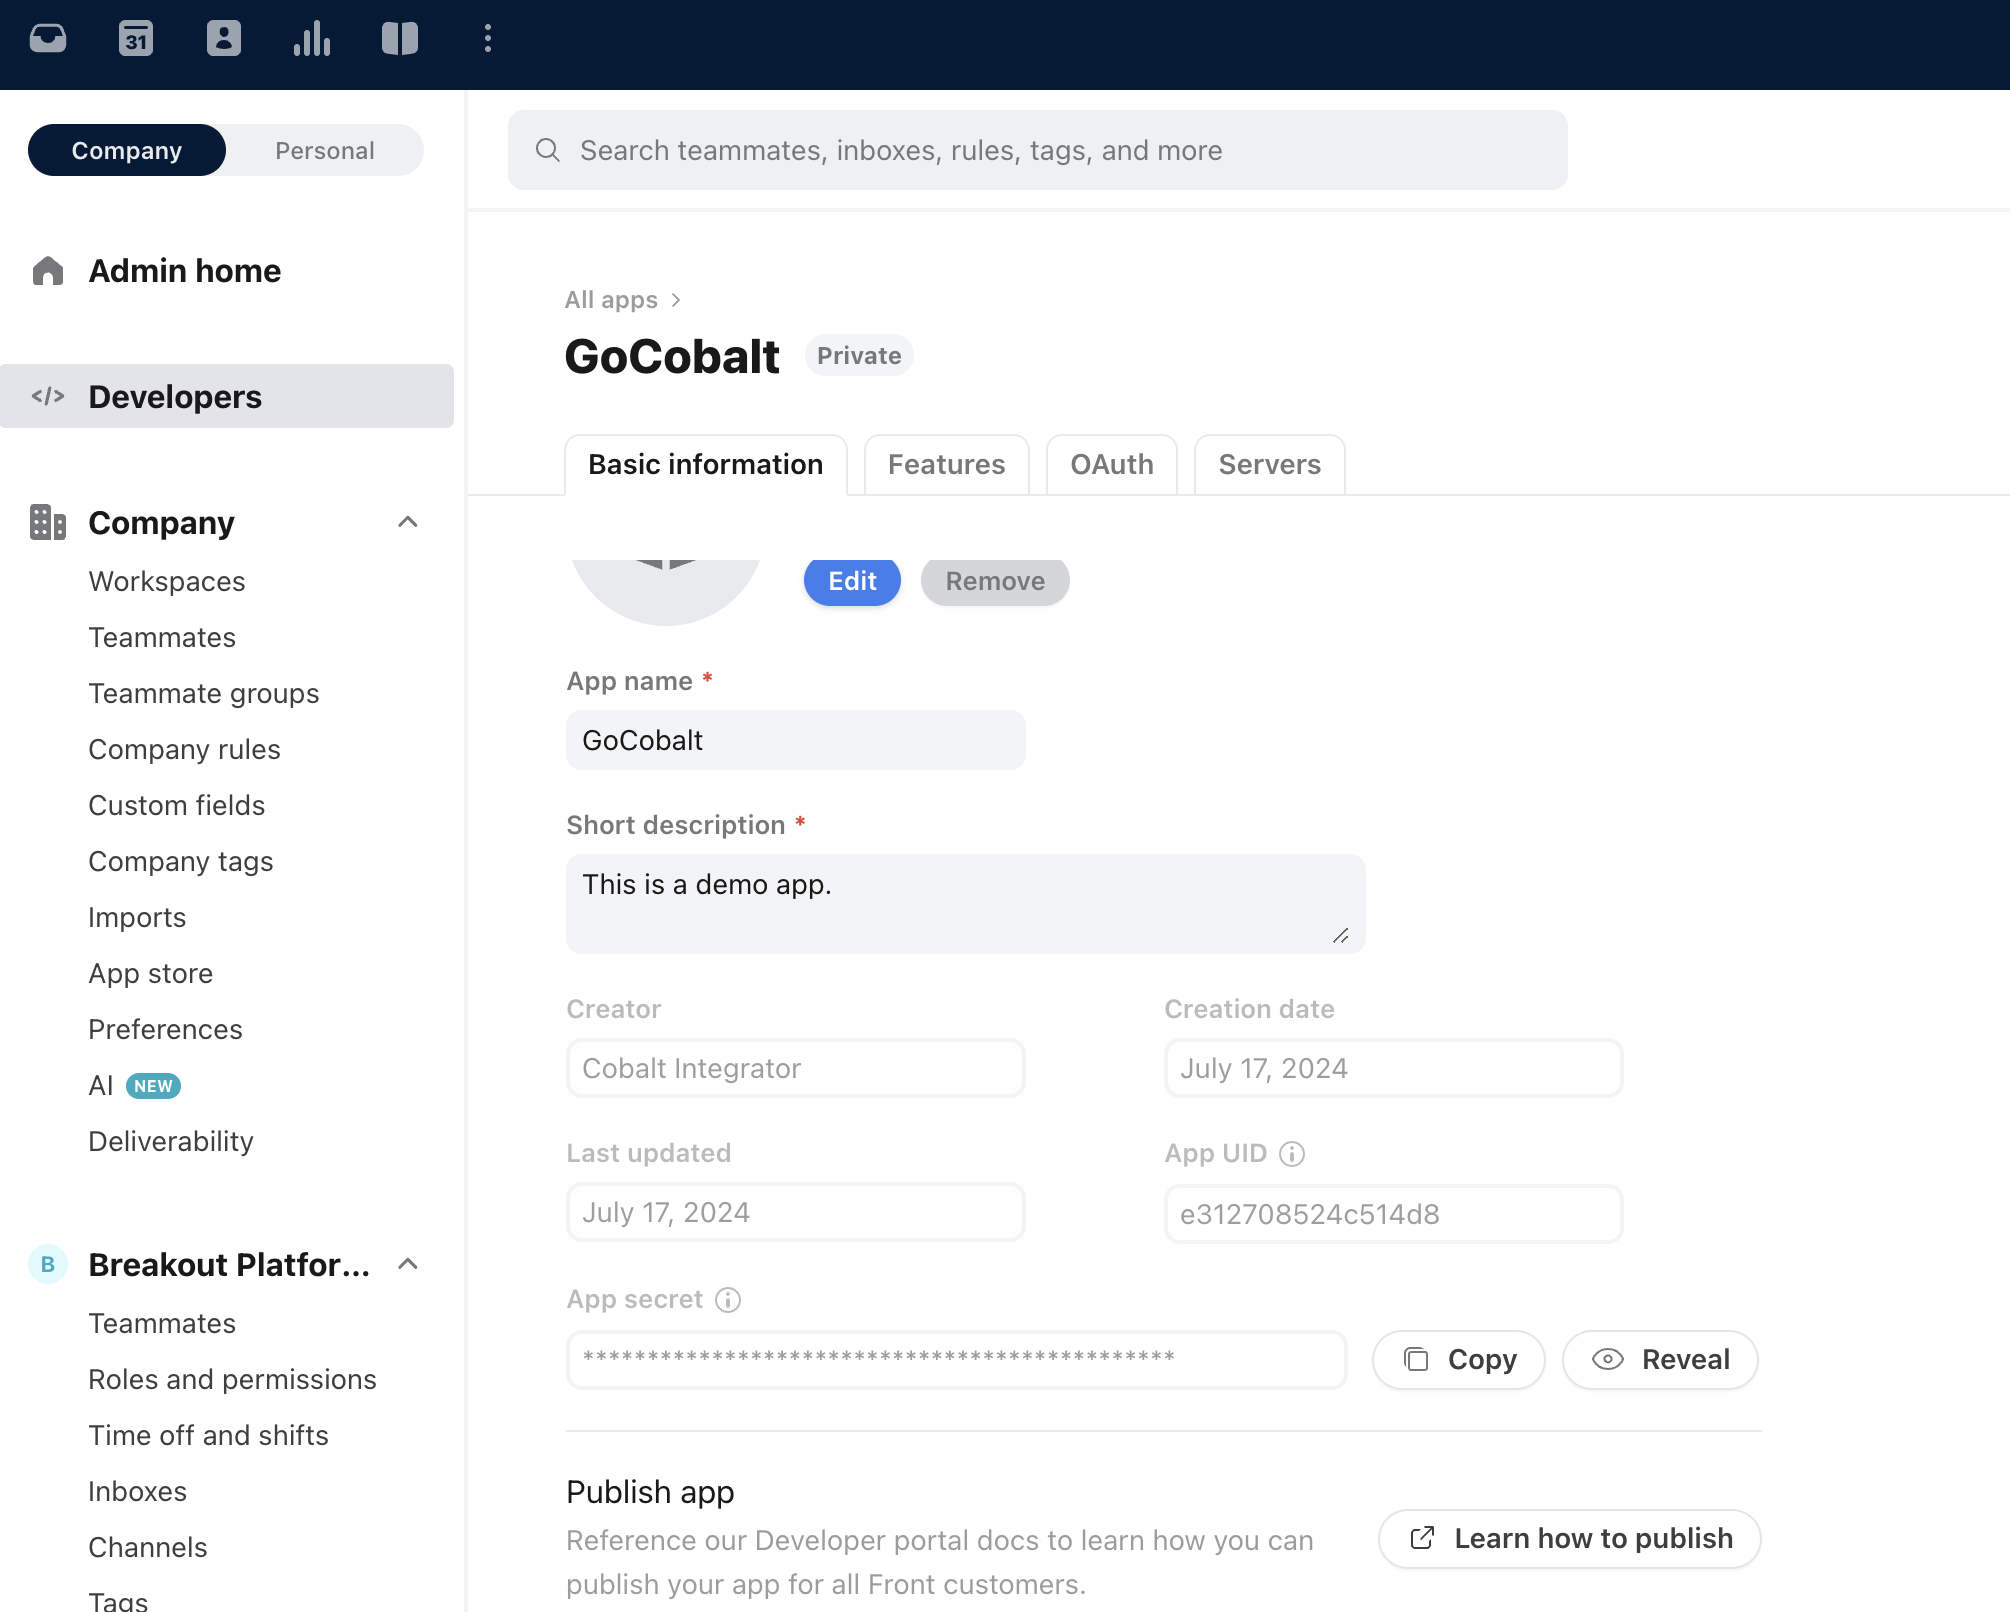 31
Company
Personal
Search teammates, inboxes, rules, tags, and more
Admin home
Developers
Company
Workspaces
Teammates
Teammate groups
Company rules
Custom fields
Company tags
Imports
App store
Preferences
AI NEW
Deliverability
B Breakout Platfor...
Teammates
Roles and permissions
Time off and shifts
Inboxes
Channels
Tags
All apps >
GoCobalt Private
Basic information
Features
OAuth
Servers
Edit
Remove
App name *
GoCobalt
Short description *
This is a demo app.
Creator
Cobalt Integrator
Creation date
July 17, 2024
Last updated
July 17, 2024
App UID
e312708524c514d8
App secret
**********************************************
Copy
Reveal
Publish app
Reference our Developer portal docs to learn how you can
publish your app for all Front customers.
Learn how to publish